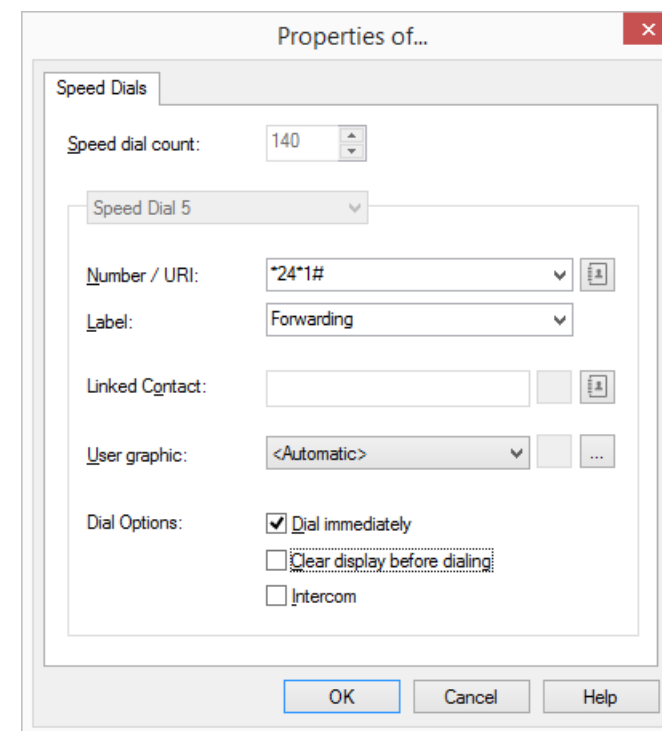 Properties of...
Speed Dials
Speed dial count: 140
Speed Dial 5
Number / URI: *24*1#
Label: Forwarding
Linked Contact:
User graphic: <Automatic> ...
Dial Options: Dial immediately
Clear display before dialing
Intercom
OK Cancel Help